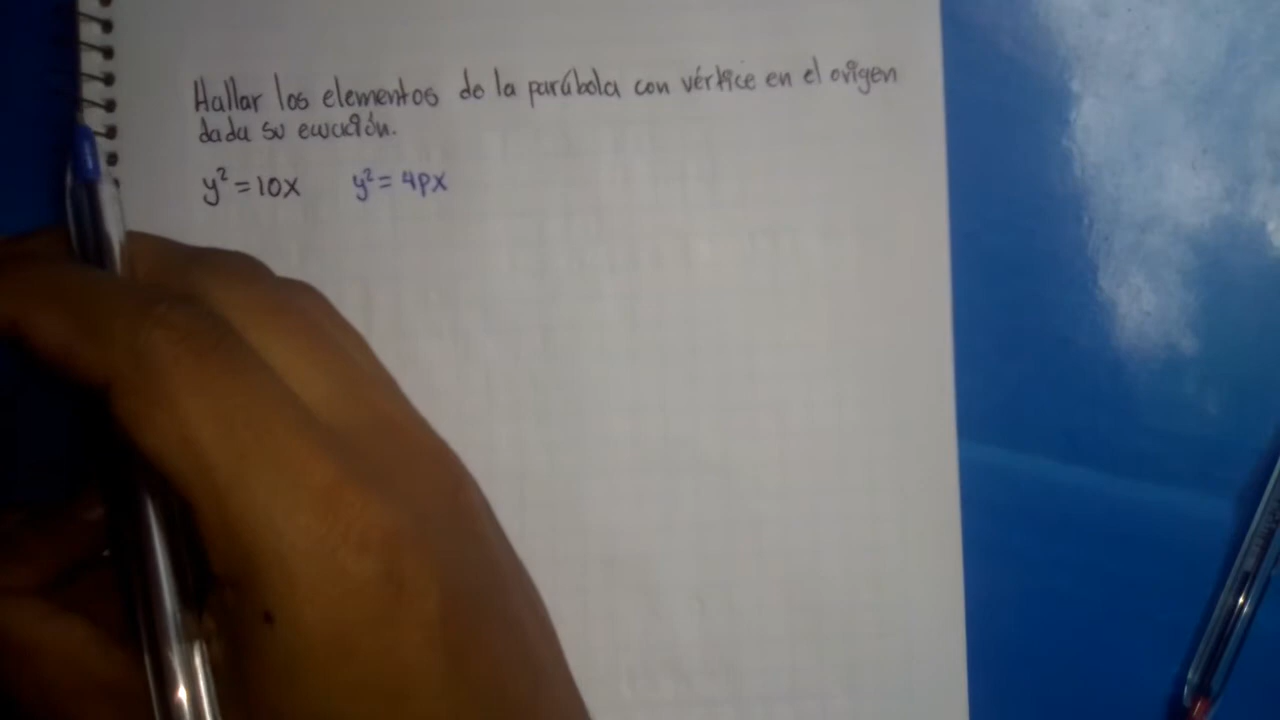 Hallar los elementos de la parábola con vértice en el origen
dada su ecuación.
y² = 10x y² = 4px